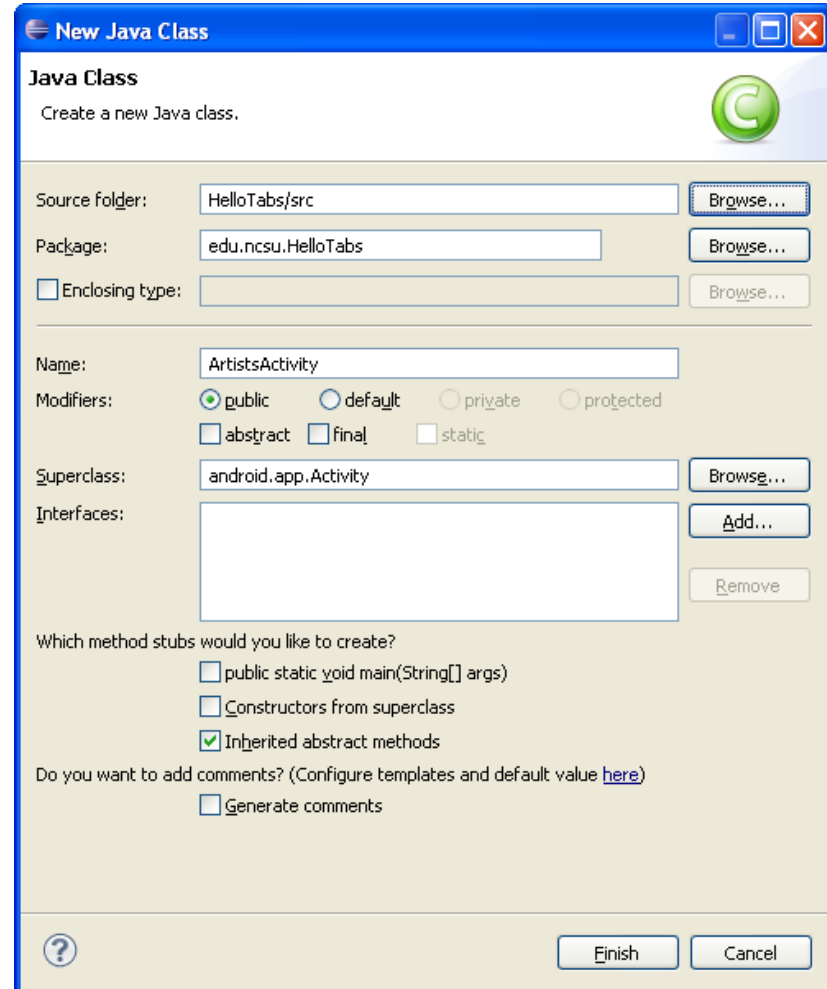 New Java Class
Java Class
Create a new Java class.
C
Source folder: HelloTabs/src Browse...
Package: edu.ncsu.HelloTabs Browse...
Enclosing type: Browse...
Name: ArtistsActivity
Modifiers: public default private protected
abstract final static
Superclass: android.app.Activity Browse...
Interfaces: Add...
Remove
Which method stubs would you like to create?
public static void main(String[] args)
Constructors from superclass
Inherited abstract methods
Do you want to add comments? (Configure templates and default value here)
Generate comments
? Finish Cancel